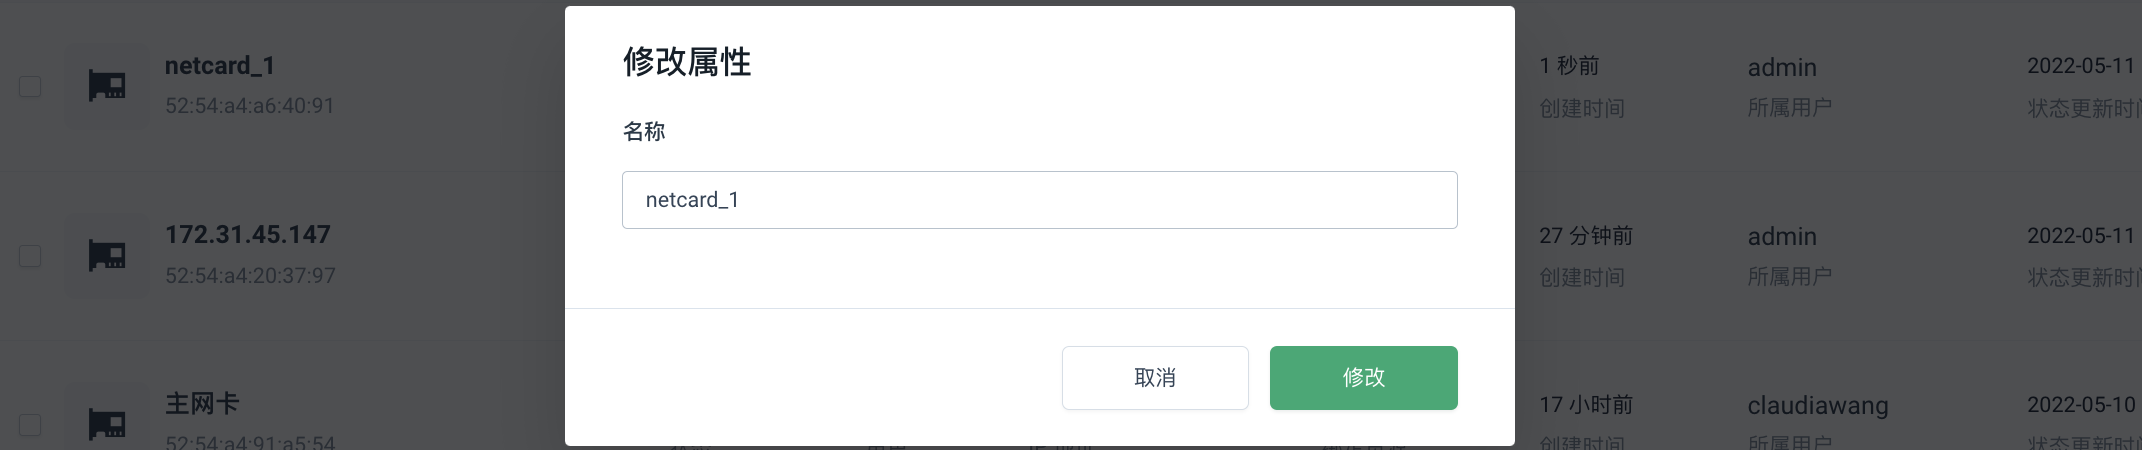 修改属性
名称
netcard_1
取消
修改
netcard_1
52:54:a4:a6:40:91
1 秒前
创建时间
admin
所属用户
2022-05-11
状态更新时
172.31.45.147
52:54:a4:20:37:97
27 分钟前
创建时间
admin
所属用户
2022-05-11
状态更新时
主网卡
52:54:a4:91:a5:54
17 小时前
创建时间
claudiawang
所属用户
2022-05-10
状态更新时